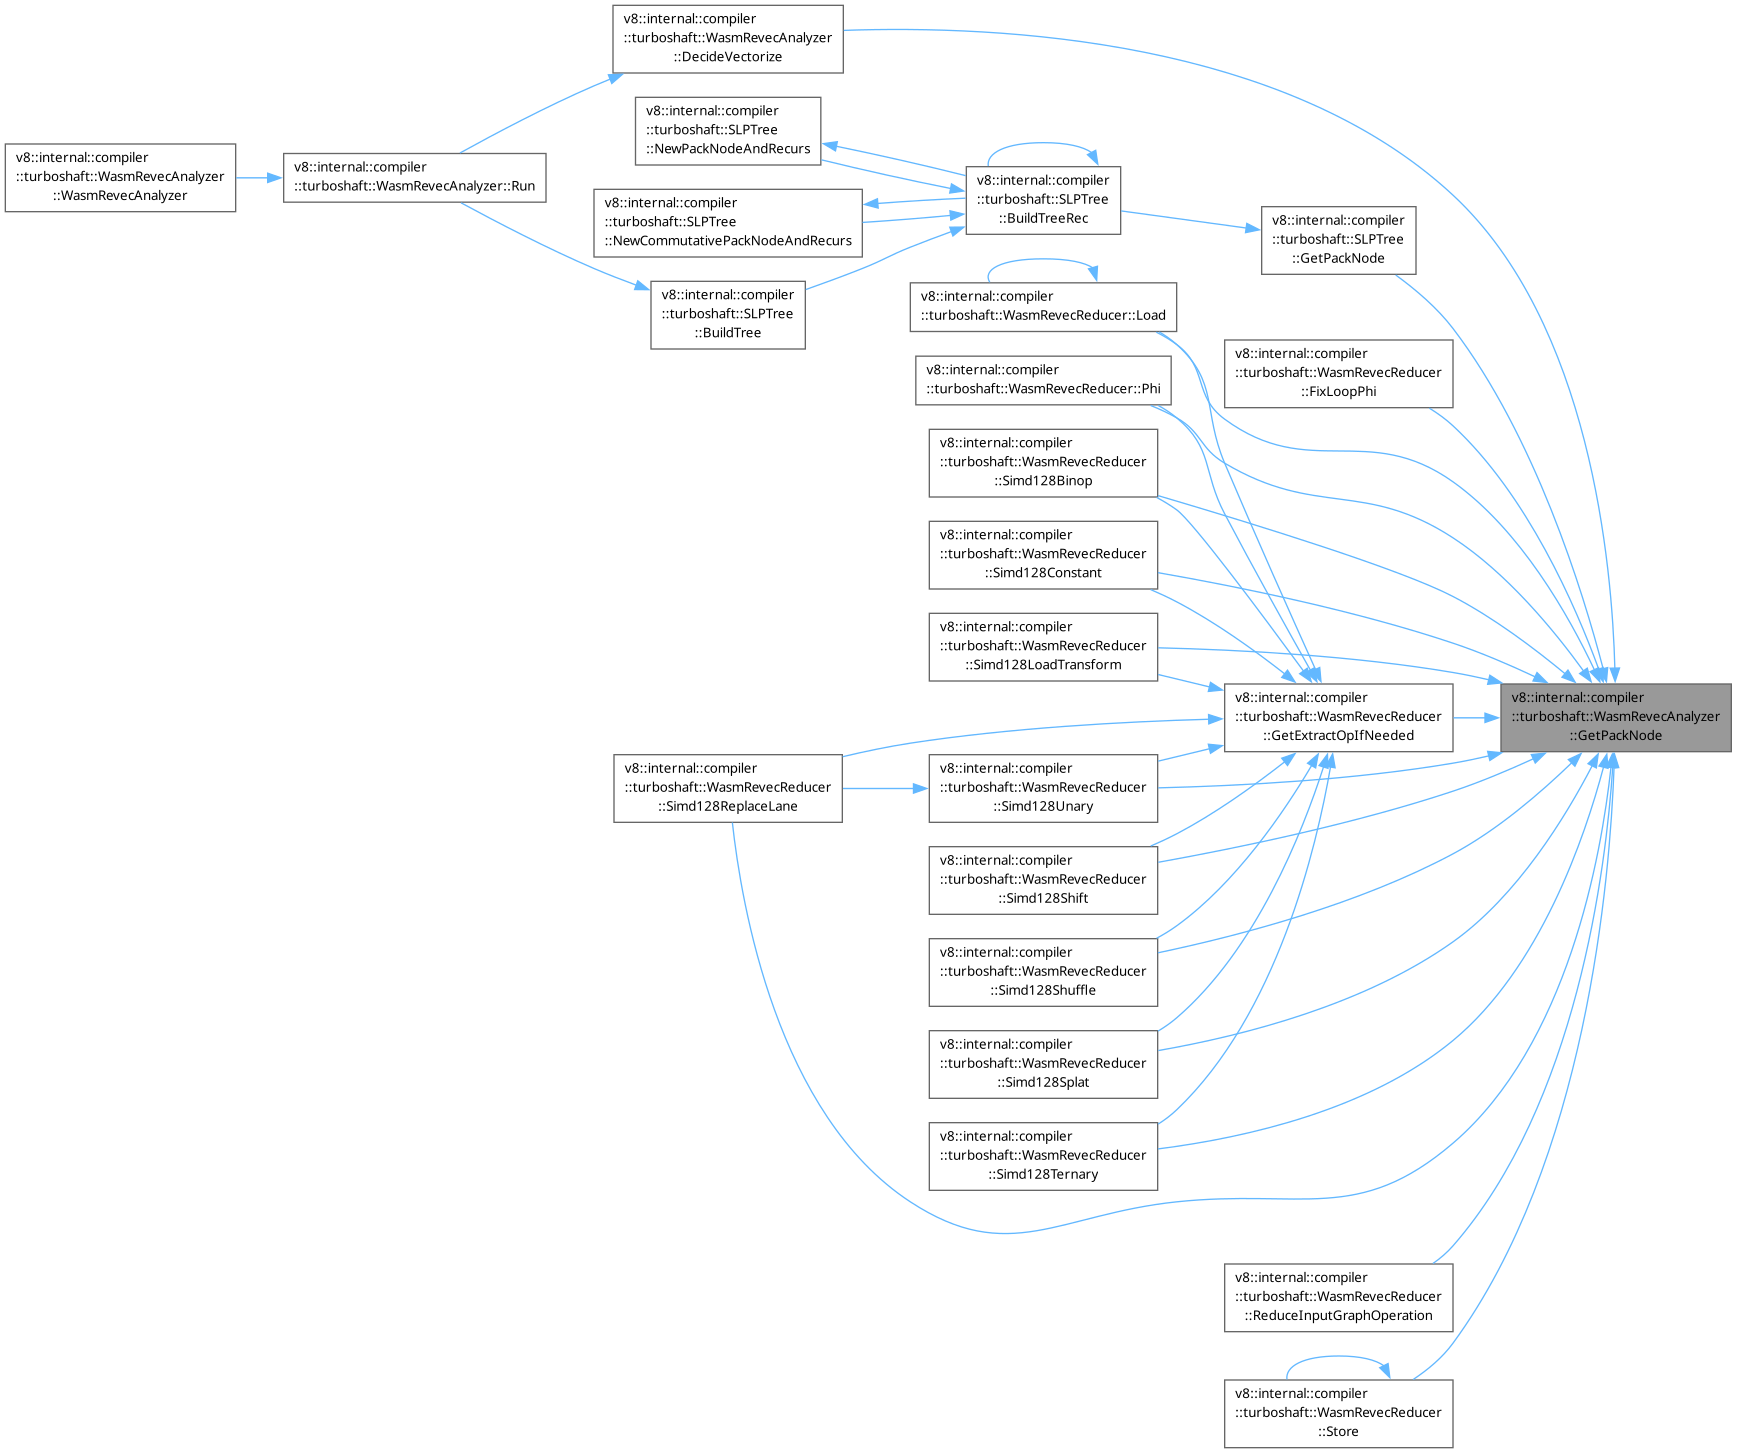 v8::internal::compiler
::turboshaft::WasmRevecAnalyzer
::DecideVectorize
v8::internal::compiler
::turboshaft::SLPTree
::NewPackNodeAndRecurs
v8::internal::compiler
::turboshaft::WasmRevecAnalyzer
::WasmRevecAnalyzer
v8::internal::compiler
::turboshaft::WasmRevecAnalyzer::Run
v8::internal::compiler
::turboshaft::SLPTree
::BuildTreeRec
v8::internal::compiler
::turboshaft::SLPTree
::NewCommutativePackNodeAndRecurs
v8::internal::compiler
::turboshaft::SLPTree
::GetPackNode
v8::internal::compiler
::turboshaft::SLPTree
::BuildTree
v8::internal::compiler
::turboshaft::WasmRevecReducer::Load
v8::internal::compiler
::turboshaft::WasmRevecReducer
::FixLoopPhi
v8::internal::compiler
::turboshaft::WasmRevecReducer::Phi
v8::internal::compiler
::turboshaft::WasmRevecReducer
::Simd128Binop
v8::internal::compiler
::turboshaft::WasmRevecReducer
::Simd128Constant
v8::internal::compiler
::turboshaft::WasmRevecReducer
::Simd128LoadTransform
v8::internal::compiler
::turboshaft::WasmRevecReducer
::GetExtractOpIfNeeded
v8::internal::compiler
::turboshaft::WasmRevecAnalyzer
::GetPackNode
v8::internal::compiler
::turboshaft::WasmRevecReducer
::Simd128ReplaceLane
v8::internal::compiler
::turboshaft::WasmRevecReducer
::Simd128Unary
v8::internal::compiler
::turboshaft::WasmRevecReducer
::Simd128Shift
v8::internal::compiler
::turboshaft::WasmRevecReducer
::Simd128Shuffle
v8::internal::compiler
::turboshaft::WasmRevecReducer
::Simd128Splat
v8::internal::compiler
::turboshaft::WasmRevecReducer
::Simd128Ternary
v8::internal::compiler
::turboshaft::WasmRevecReducer
::ReduceInputGraphOperation
v8::internal::compiler
::turboshaft::WasmRevecReducer
::Store